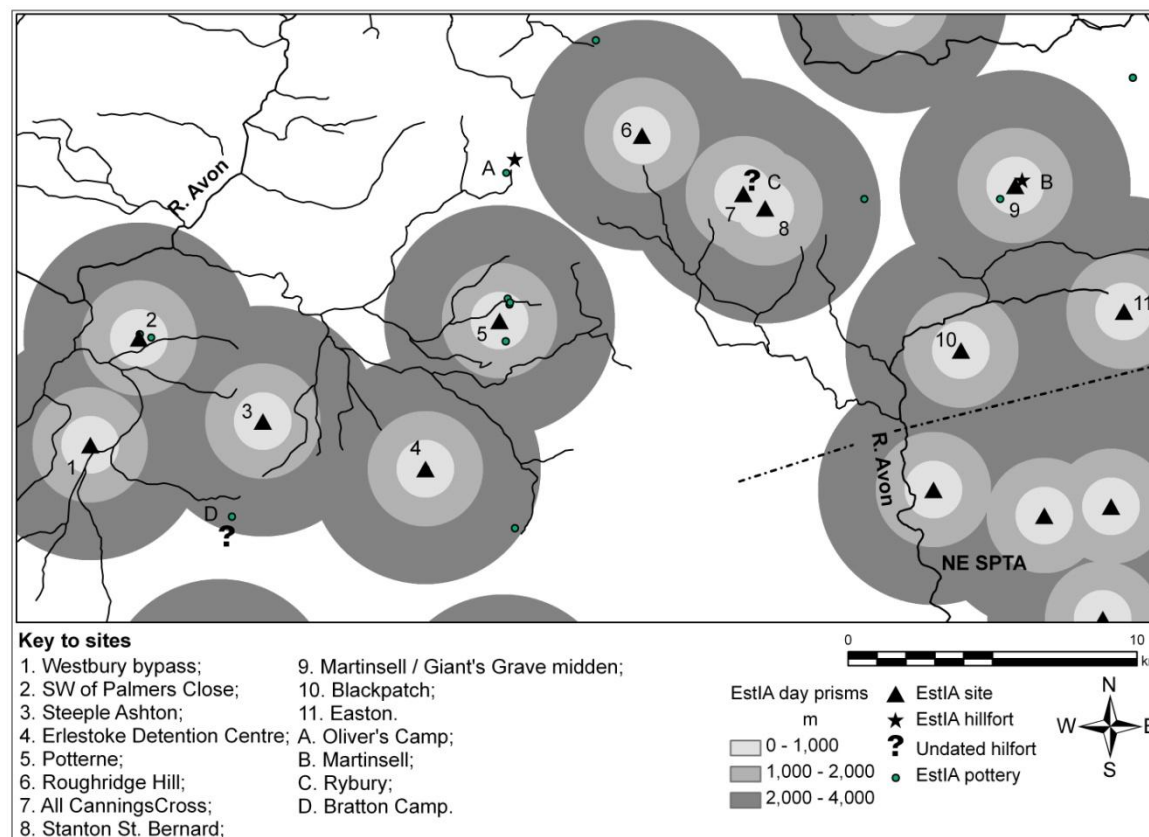 R. Avon
A
6
C
7
8
B
9
2
5
10
11
3
1
4
R. Avon
D
?
NE SPTA
?
Key to sites
1. Westbury bypass;
2. SW of Palmers Close;
3. Steeple Ashton;
4. Erlestoke Detention Centre;
5. Potterne;
6. Roughridge Hill;
7. All CanningsCross;
8. Stanton St. Bernard;
9. Martinsell / Giant's Grave midden;
10. Blackpatch;
11. Easton.
A. Oliver's Camp;
B. Martinsell;
C. Rybury;
D. Bratton Camp.
0 10
km
EstIA day prisms
m
0 - 1,000
1,000 - 2,000
2,000 - 4,000
EstIA site
EstIA hillfort
? Undated hilfort
EstIA pottery
N
W E
S